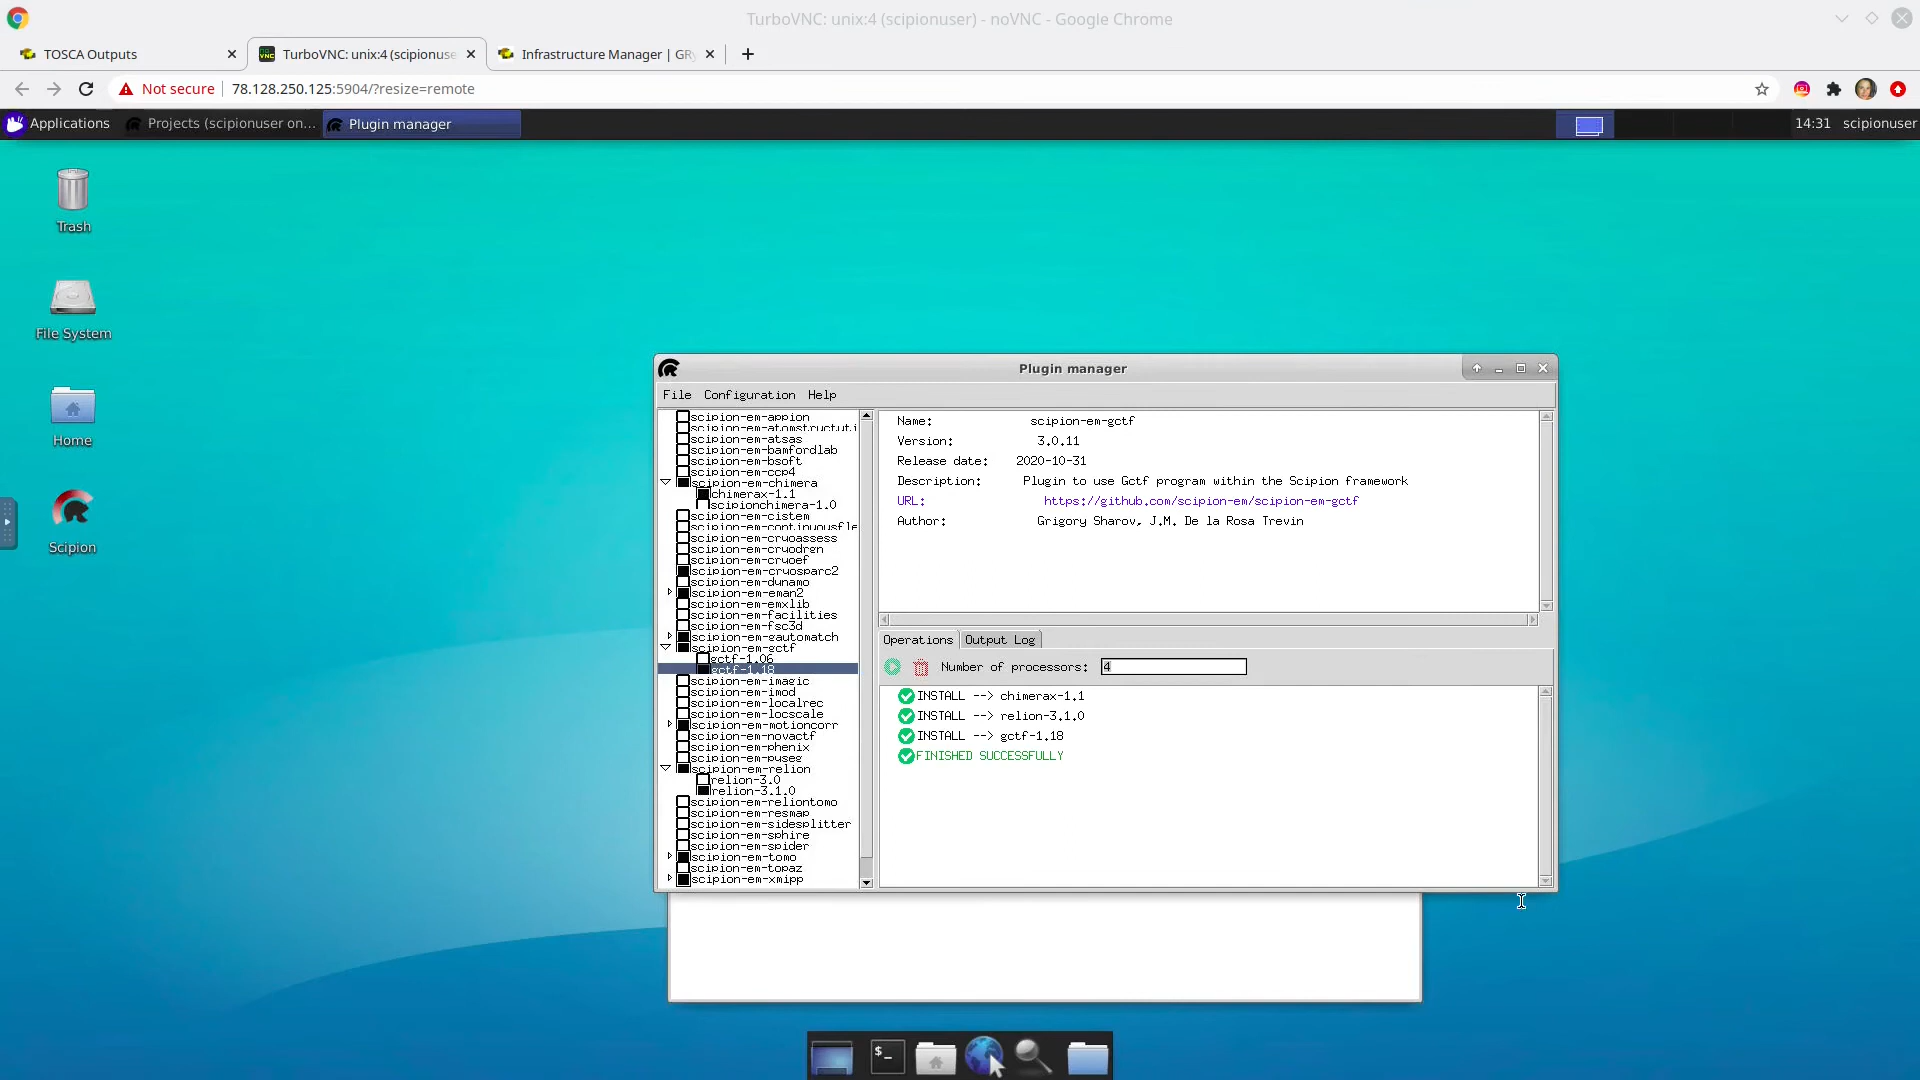 TurboVNC: unix:4 (scipionuser) - noVNC - Google Chrome
TOSCA Outputs
TurboVNC: unix:4 (scipionuse
Infrastructure Manager | GR
Not secure
78.128.250.125:5904/?resize=remote
Applications
Projects (scipionuser on...
Plugin manager
14:31
scipionuser
Trash
File System
Home
Scipion
Plugin manager
File Configuration Help
scipion-em-appion
scipion-em-atomstructuti
scipion-em-atsas
scipion-em-bamfordlab
scipion-em-bsoft
scipion-em-ccp4
scipion-em-chimera
chimerax-1.1
scipionchimera-1.0
scipion-em-cistem
scipion-em-continuousfle
scipion-em-cryoassess
scipion-em-cryodrgn
scipion-em-cryoef
scipion-em-cryosparc2
scipion-em-dynamo
scipion-em-eman2
scipion-em-emxlib
scipion-em-facilities
scipion-em-fsc3d
scipion-em-gautomatch
scipion-em-gctf
gctf-1.06
gctf-1.18
scipion-em-imagic
scipion-em-imod
scipion-em-localrec
scipion-em-locscale
scipion-em-motioncorr
scipion-em-novactf
scipion-em-phenix
scipion-em-pyseg
scipion-em-relion
relion-3.0
relion-3.1.0
scipion-em-reliontomo
scipion-em-resmap
scipion-em-sidesplitter
scipion-em-sphire
scipion-em-spider
scipion-em-tomo
scipion-em-topaz
scipion-em-xmipp
Name: scipion-em-gctf
Version: 3.0.11
Release date: 2020-10-31
Description: Plugin to use Gctf program within the Scipion framework
URL: https://github.com/scipion-em/scipion-em-gctf
Author: Grigory Sharov, J.M. De la Rosa Trevin
Operations Output Log
Number of processors: 4
INSTALL --> chimerax-1.1
INSTALL --> relion-3.1.0
INSTALL --> gctf-1.18
FINISHED SUCCESSFULLY
$_